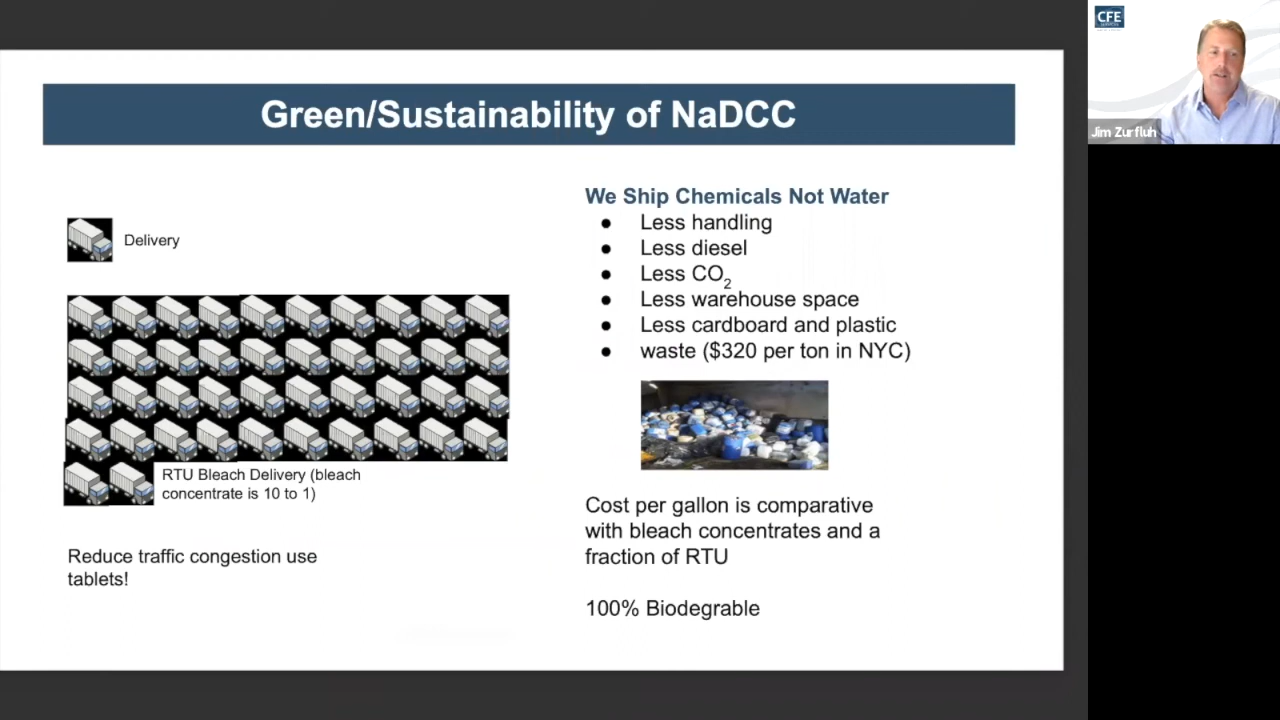 Green/Sustainability of NaDCC
Delivery
RTU Bleach Delivery (bleach
concentrate is 10 to 1)
Reduce traffic congestion use
tablets!
We Ship Chemicals Not Water
● Less handling
● Less diesel
● Less CO2
● Less warehouse space
● Less cardboard and plastic
● waste ($320 per ton in NYC)
Cost per gallon is comparative
with bleach concentrates and a
fraction of RTU
100% Biodegrable
CFE
Jim Zurfluh